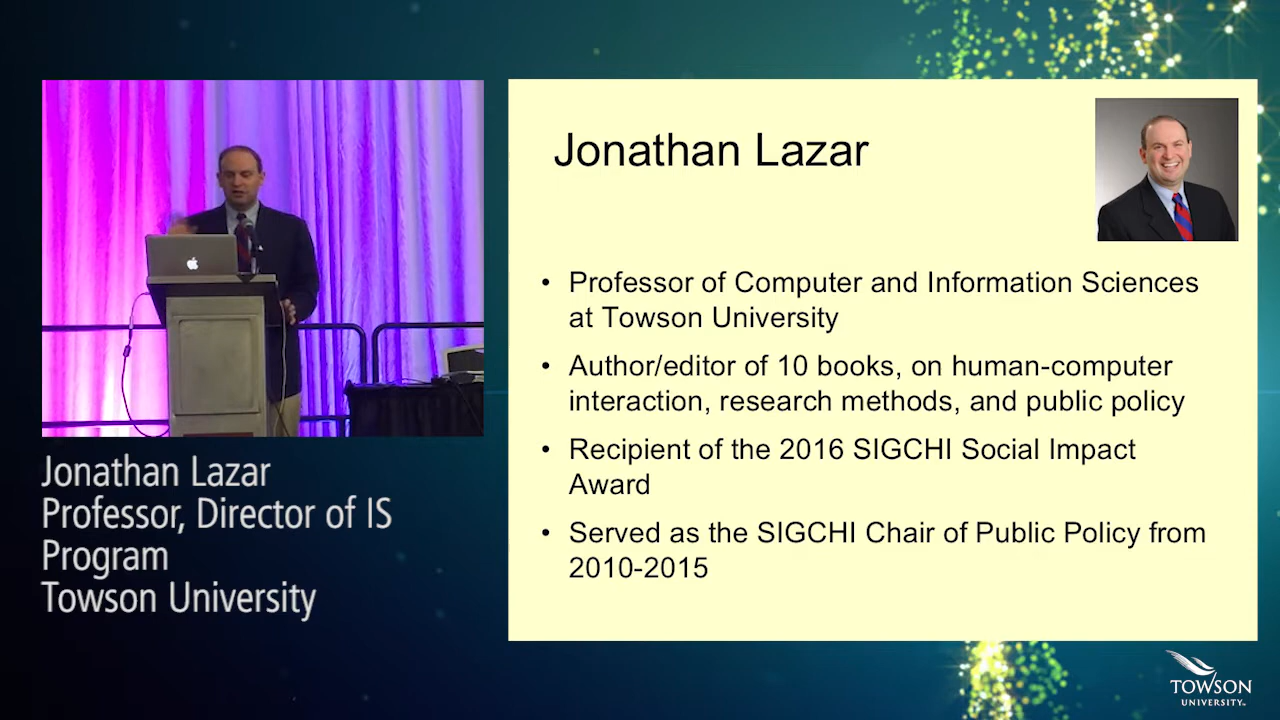 Jonathan Lazar
Professor, Director of IS
Program
Towson University
Jonathan Lazar
• Professor of Computer and Information Sciences
at Towson University
• Author/editor of 10 books, on human-computer
interaction, research methods, and public policy
• Recipient of the 2016 SIGCHI Social Impact
Award
• Served as the SIGCHI Chair of Public Policy from
2010-2015
TOWSON
UNIVERSITY™